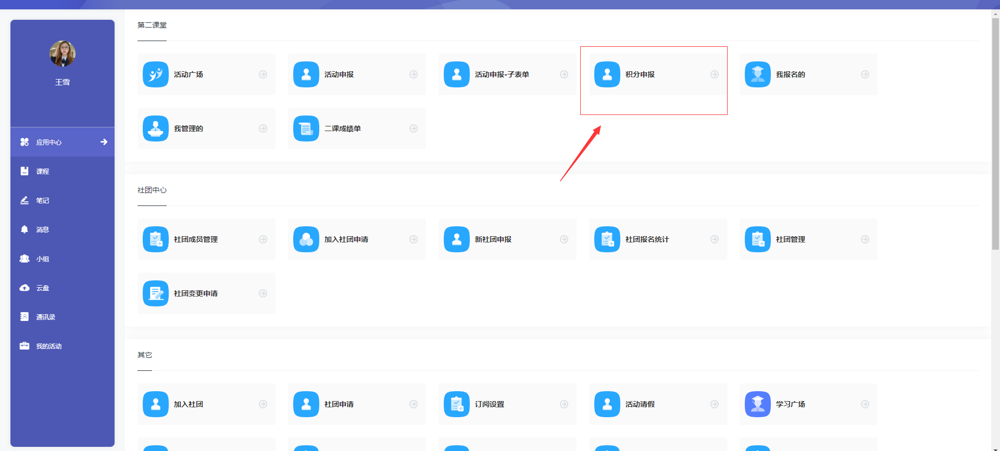 王雪
应用中心
课程
笔记
消息
小组
云盘
通讯录
我的活动
第二课堂
活动广场
活动申报
活动申报-子表单
积分申报
我报名的
我管理的
二课成绩单
社团中心
社团成员管理
加入社团申请
新社团申报
社团报名统计
社团管理
社团变更申请
其它
加入社团
社团申请
订阅设置
活动请假
学习广场